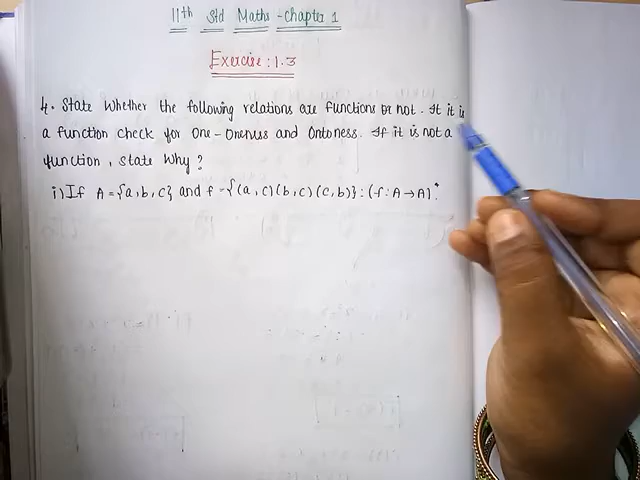 11th Std Maths - Chapter 1
Exercise : 1.3
4. State whether the following relations are functions or not. If it is
a function check for One-Oneness and Ontoness. If it is not a
function, state why?
i) If A = {a, b, c} and f = {(a, c) (b, c) (c, b)} : (f : A → A).